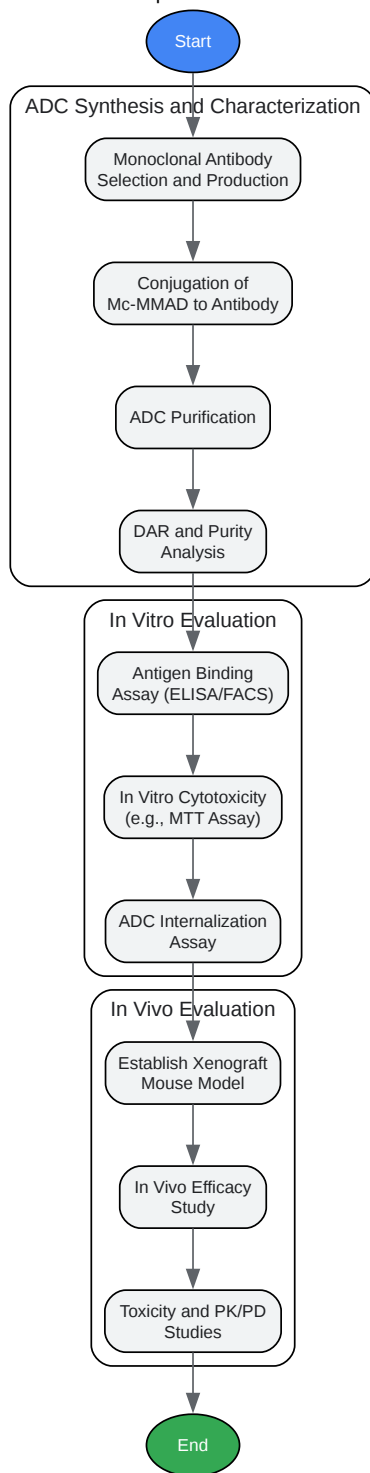 Start
ADC Synthesis and Characterization
Monoclonal Antibody
Selection and Production
Conjugation of
Mc-MMAD to Antibody
ADC Purification
DAR and Purity
Analysis
In Vitro Evaluation
Antigen Binding
Assay (ELISA/FACS)
In Vitro Cytotoxicity
(e.g., MTT Assay)
ADC Internalization
Assay
In Vivo Evaluation
Establish Xenograft
Mouse Model
In Vivo Efficacy
Study
Toxicity and PK/PD
Studies
End